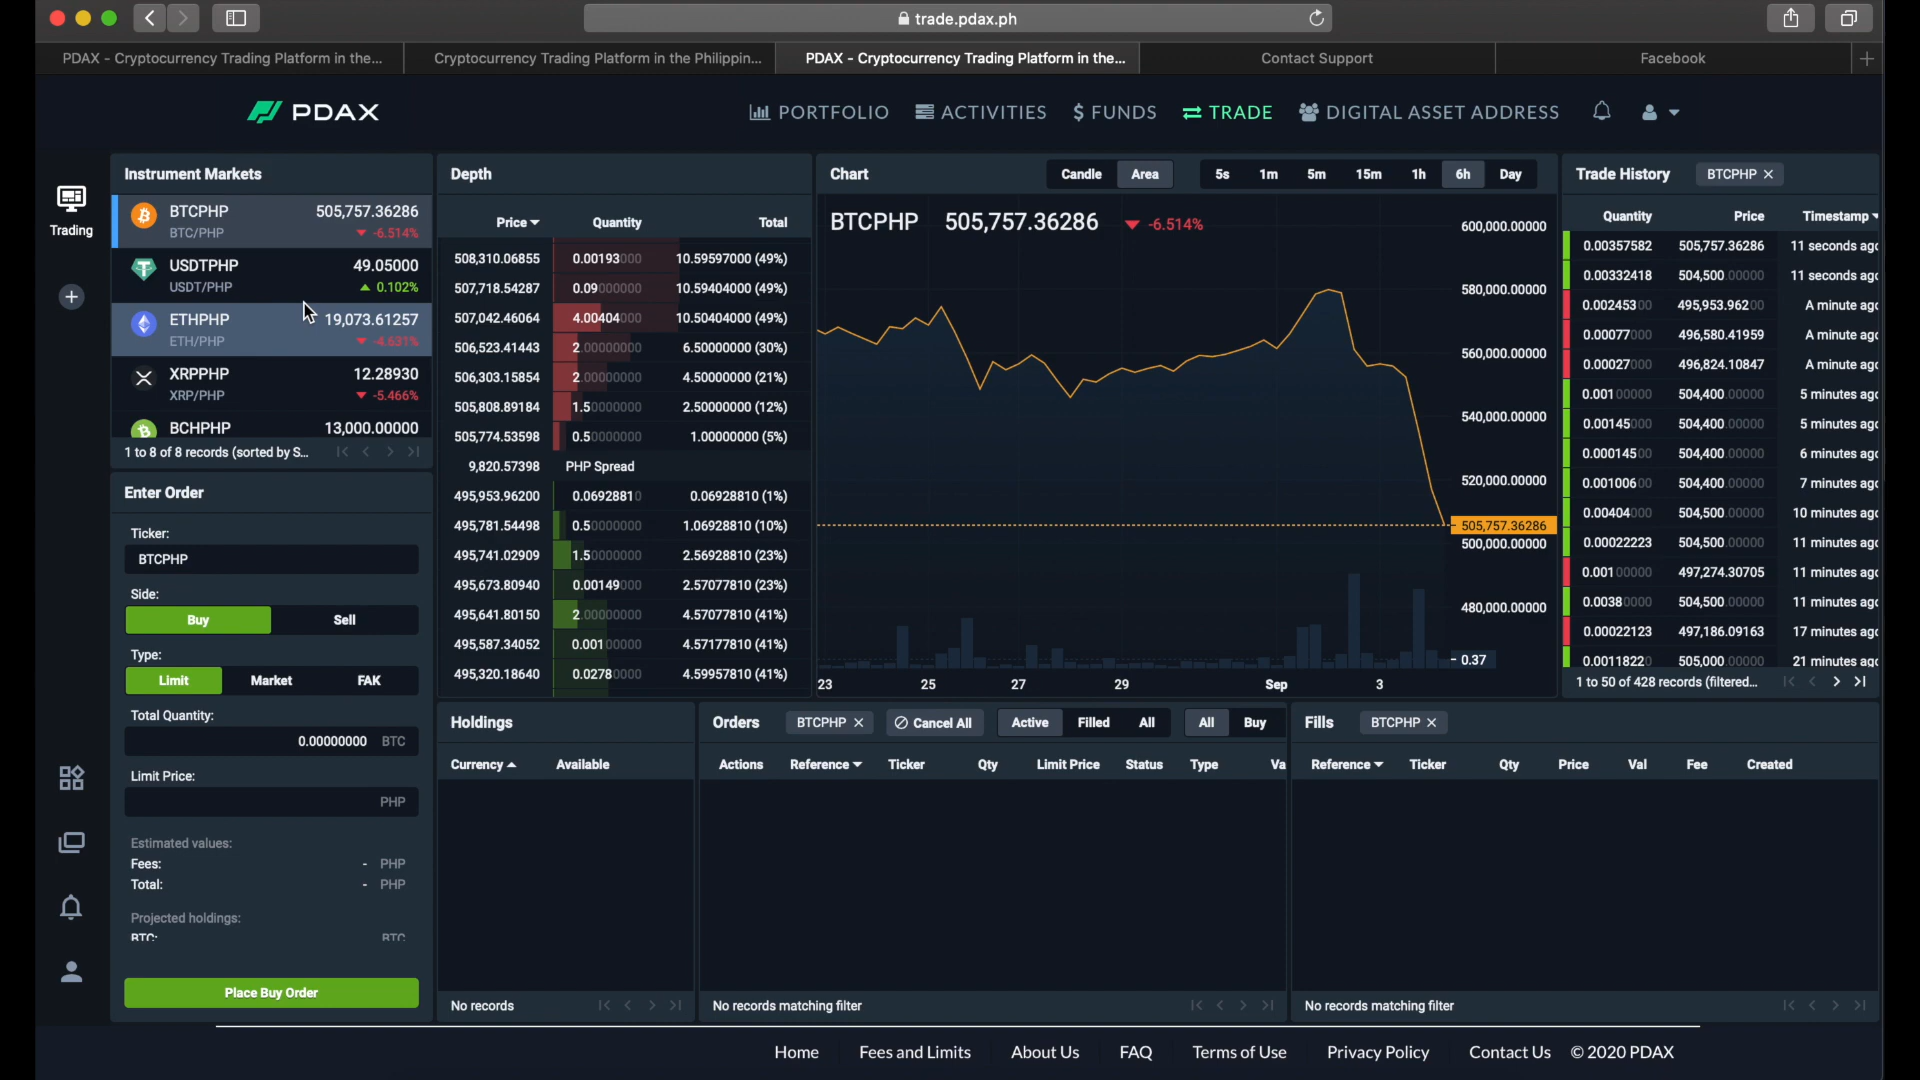 trade.pdax.ph
PDAX - Cryptocurrency Trading Platform in the...
Cryptocurrency Trading Platform in the Philippin...
PDAX - Cryptocurrency Trading Platform in the...
Contact Support
Facebook
PDAX
PORTFOLIO
ACTIVITIES
$ FUNDS
TRADE
DIGITAL ASSET ADDRESS
Trading
Instrument Markets
BTCPHP 505,757.36286
BTC/PHP -6.514%
USDTPHP 49.05000
USDT/PHP 0.102%
ETHPHP 19,073.61257
ETH/PHP -4.631%
XRPPHP 12.28930
XRP/PHP -5.466%
BCHPHP 13,000.00000
1 to 8 of 8 records (sorted by S...
Enter Order
Ticker:
BTCPHP
Side:
Buy Sell
Type:
Limit Market FAK
Total Quantity:
0.00000000 BTC
Limit Price:
PHP
Estimated values:
Fees: - PHP
Total: - PHP
Projected holdings:
BTC: BTC
Place Buy Order
Depth
Price Quantity Total
508,310.06855 0.00193000 10.59597000 (49%)
507,718.54287 0.09000000 10.59404000 (49%)
507,042.46064 4.00404000 10.50404000 (49%)
506,523.41443 2.00000000 6.50000000 (30%)
506,303.15854 2.00000000 4.50000000 (21%)
505,808.89184 1.50000000 2.50000000 (12%)
505,774.53598 0.50000000 1.00000000 (5%)
9,820.57398 PHP Spread
495,953.96200 0.06928810 0.06928810 (1%)
495,781.54498 0.50000000 1.06928810 (10%)
495,741.02909 1.50000000 2.56928810 (23%)
495,673.80940 0.00149000 2.57077810 (23%)
495,641.80150 2.00000000 4.57077810 (41%)
495,587.34052 0.00100000 4.57177810 (41%)
495,320.18640 0.02780000 4.59957810 (41%)
Chart
Candle Area
5s 1m 5m 15m 1h 6h Day
BTCPHP 505,757.36286 -6.514%
600,000.00000
580,000.00000
560,000.00000
540,000.00000
520,000.00000
505,757.36286
500,000.00000
480,000.00000
0.37
23 25 27 29 Sep 3
Trade History BTCPHP
Quantity Price Timestamp
0.00357582 505,757.36286 11 seconds ago
0.00332418 504,500.00000 11 seconds ago
0.00245300 495,953.96200 A minute ago
0.00077000 496,580.41959 A minute ago
0.00027000 496,824.10847 A minute ago
0.00100000 504,400.00000 5 minutes ago
0.00145000 504,400.00000 5 minutes ago
0.00014500 504,400.00000 6 minutes ago
0.00100600 504,400.00000 7 minutes ago
0.00404000 504,500.00000 10 minutes ago
0.00022223 504,500.00000 11 minutes ago
0.00100000 497,274.30705 11 minutes ago
0.00380000 504,500.00000 11 minutes ago
0.00022123 497,186.09163 17 minutes ago
0.00118220 505,000.00000 21 minutes ago
1 to 50 of 428 records (filtered...
Holdings
Currency Available
No records
Orders BTCPHP Cancel All Active Filled All All Buy
Actions Reference Ticker Qty Limit Price Status Type Va
No records matching filter
Fills BTCPHP
Reference Ticker Qty Price Val Fee Created
No records matching filter
Home Fees and Limits About Us FAQ Terms of Use Privacy Policy Contact Us © 2020 PDAX